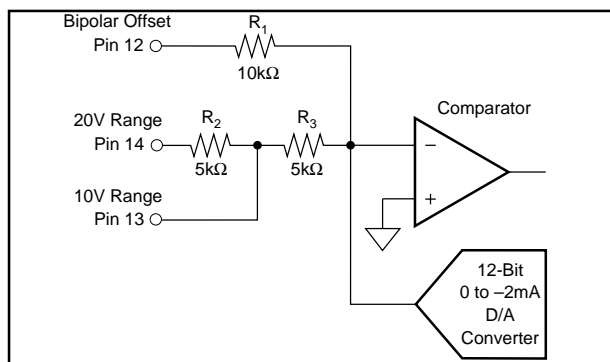 Bipolar Offset
Pin 12
R1
10kΩ
20V Range
Pin 14
R2
5kΩ
R3
5kΩ
10V Range
Pin 13
Comparator
–
+
12-Bit
0 to –2mA
D/A
Converter